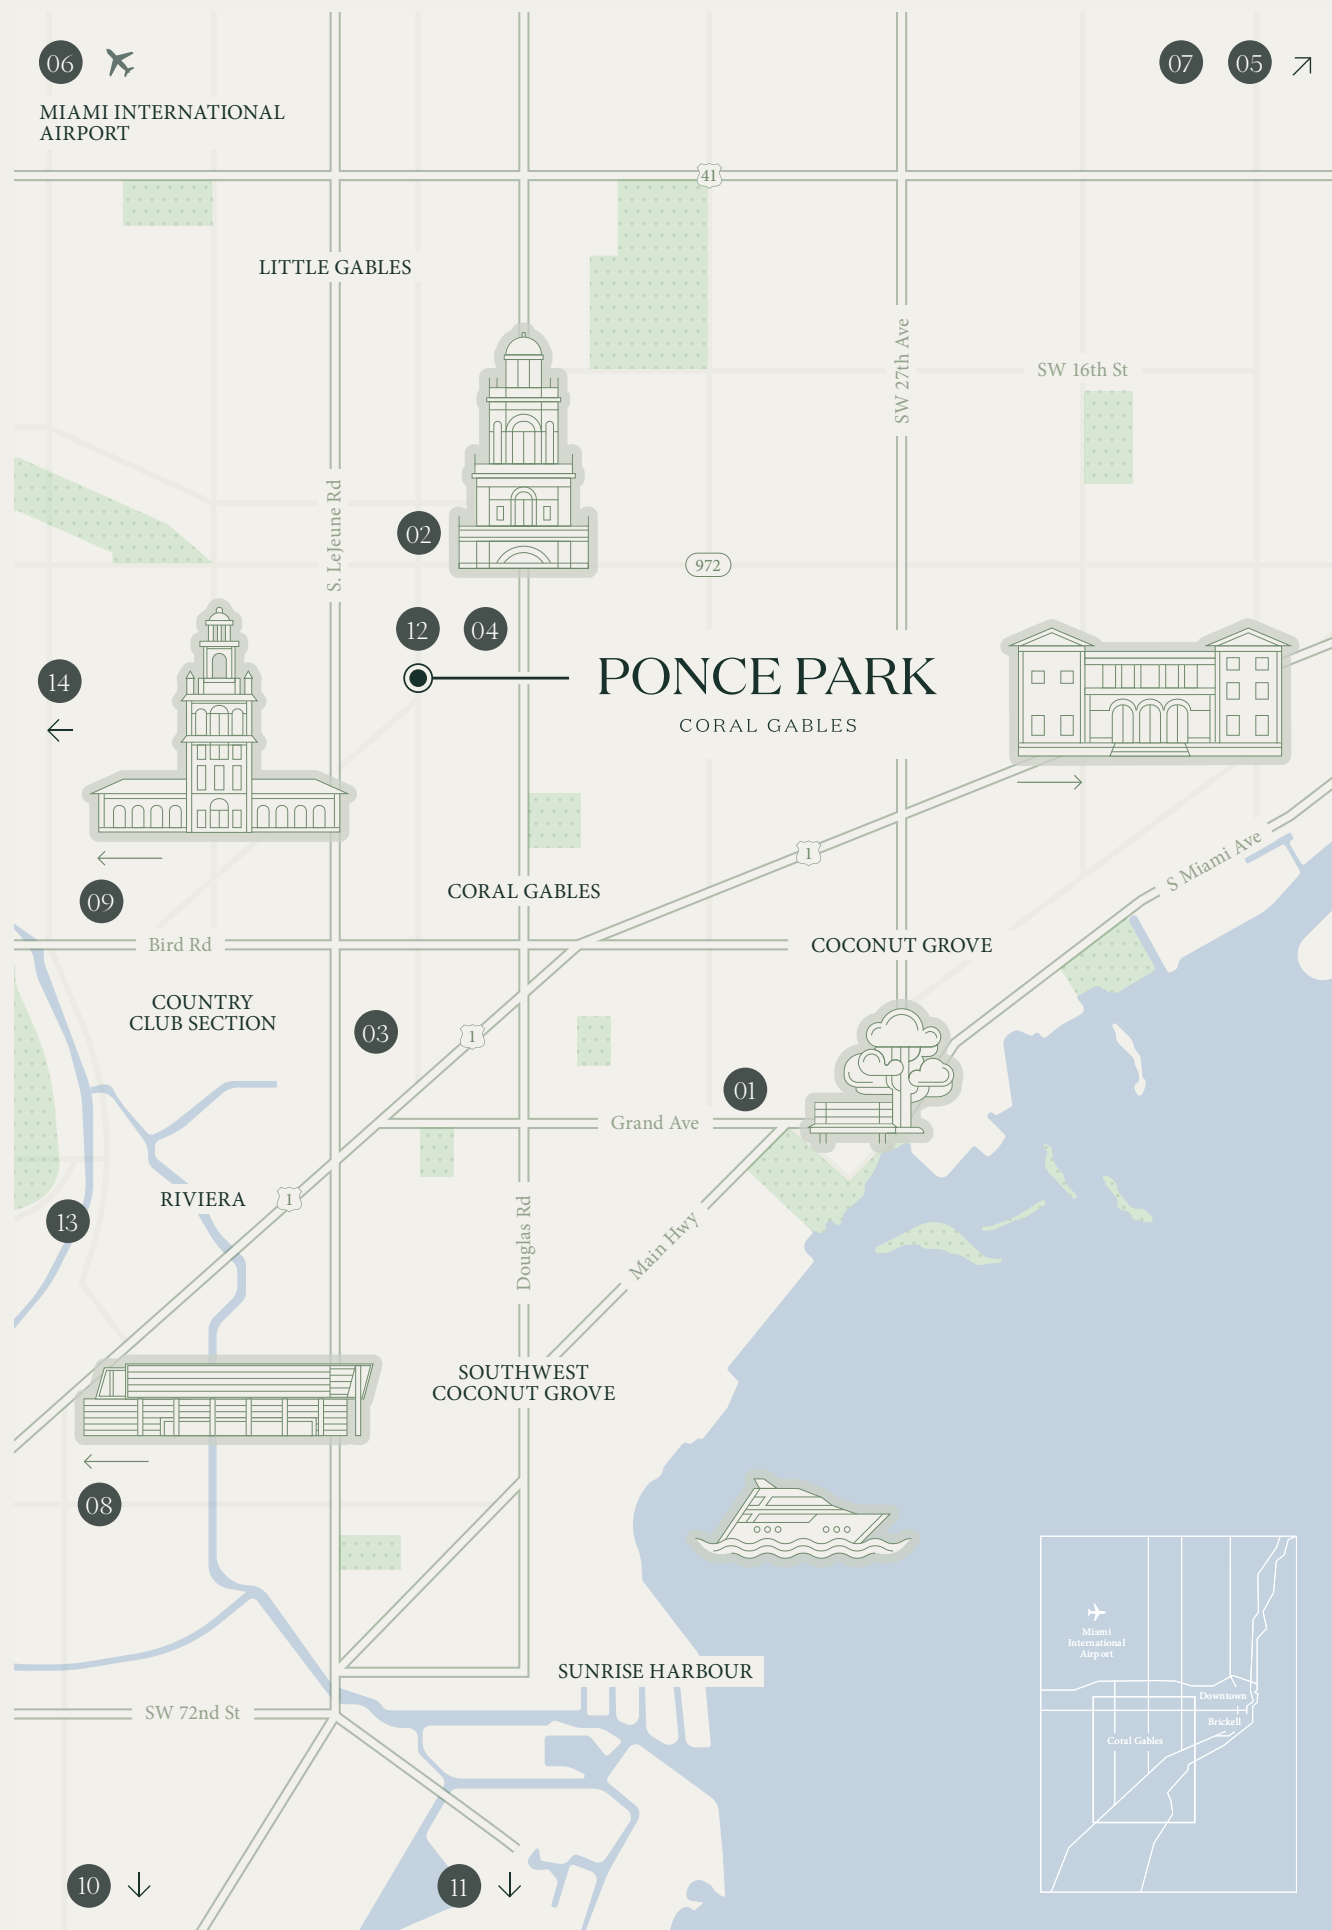 06
07
05
MIAMI INTERNATIONAL
AIRPORT
41
LITTLE GABLES
SW 27th Ave
SW 16th St
S. LeJeune Rd
02
972
12
04
14
PONCE PARK
CORAL GABLES
1
S Miami Ave
CORAL GABLES
09
Bird Rd
COCONUT GROVE
COUNTRY
CLUB SECTION
03
1
01
Grand Ave
RIVIERA
1
13
Douglas Rd
Main Hwy
SOUTHWEST
COCONUT GROVE
08
Miami
International
Airport
SUNRISE HARBOUR
Downtown
SW 72nd St
Brickell
Coral Gables
10
11